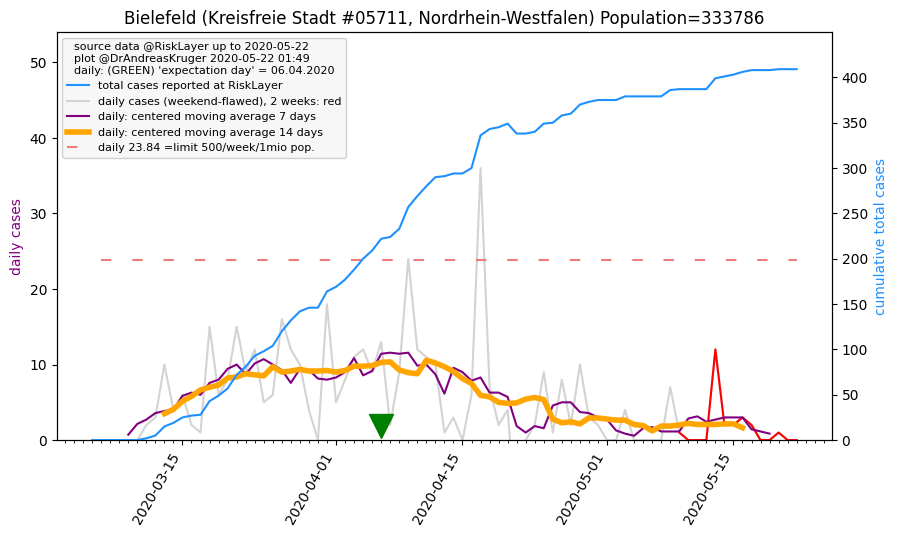 Bielefeld (Kreisfreie Stadt #05711, Nordrhein-Westfalen) Population=333786
source data @RiskLayer up to 2020-05-22
plot @DrAndreasKruger 2020-05-22 01:49
daily: (GREEN) 'expectation day' = 06.04.2020
total cases reported at RiskLayer
daily cases (weekend-flawed), 2 weeks: red
daily: centered moving average 7 days
daily: centered moving average 14 days
daily 23.84 =limit 500/week/1mio pop.
daily cases
50
40
30
20
10
0
400
350
300
250
200
150
100
50
0
cumulative total cases
2020-03-15
2020-04-01
2020-04-15
2020-05-01
2020-05-15